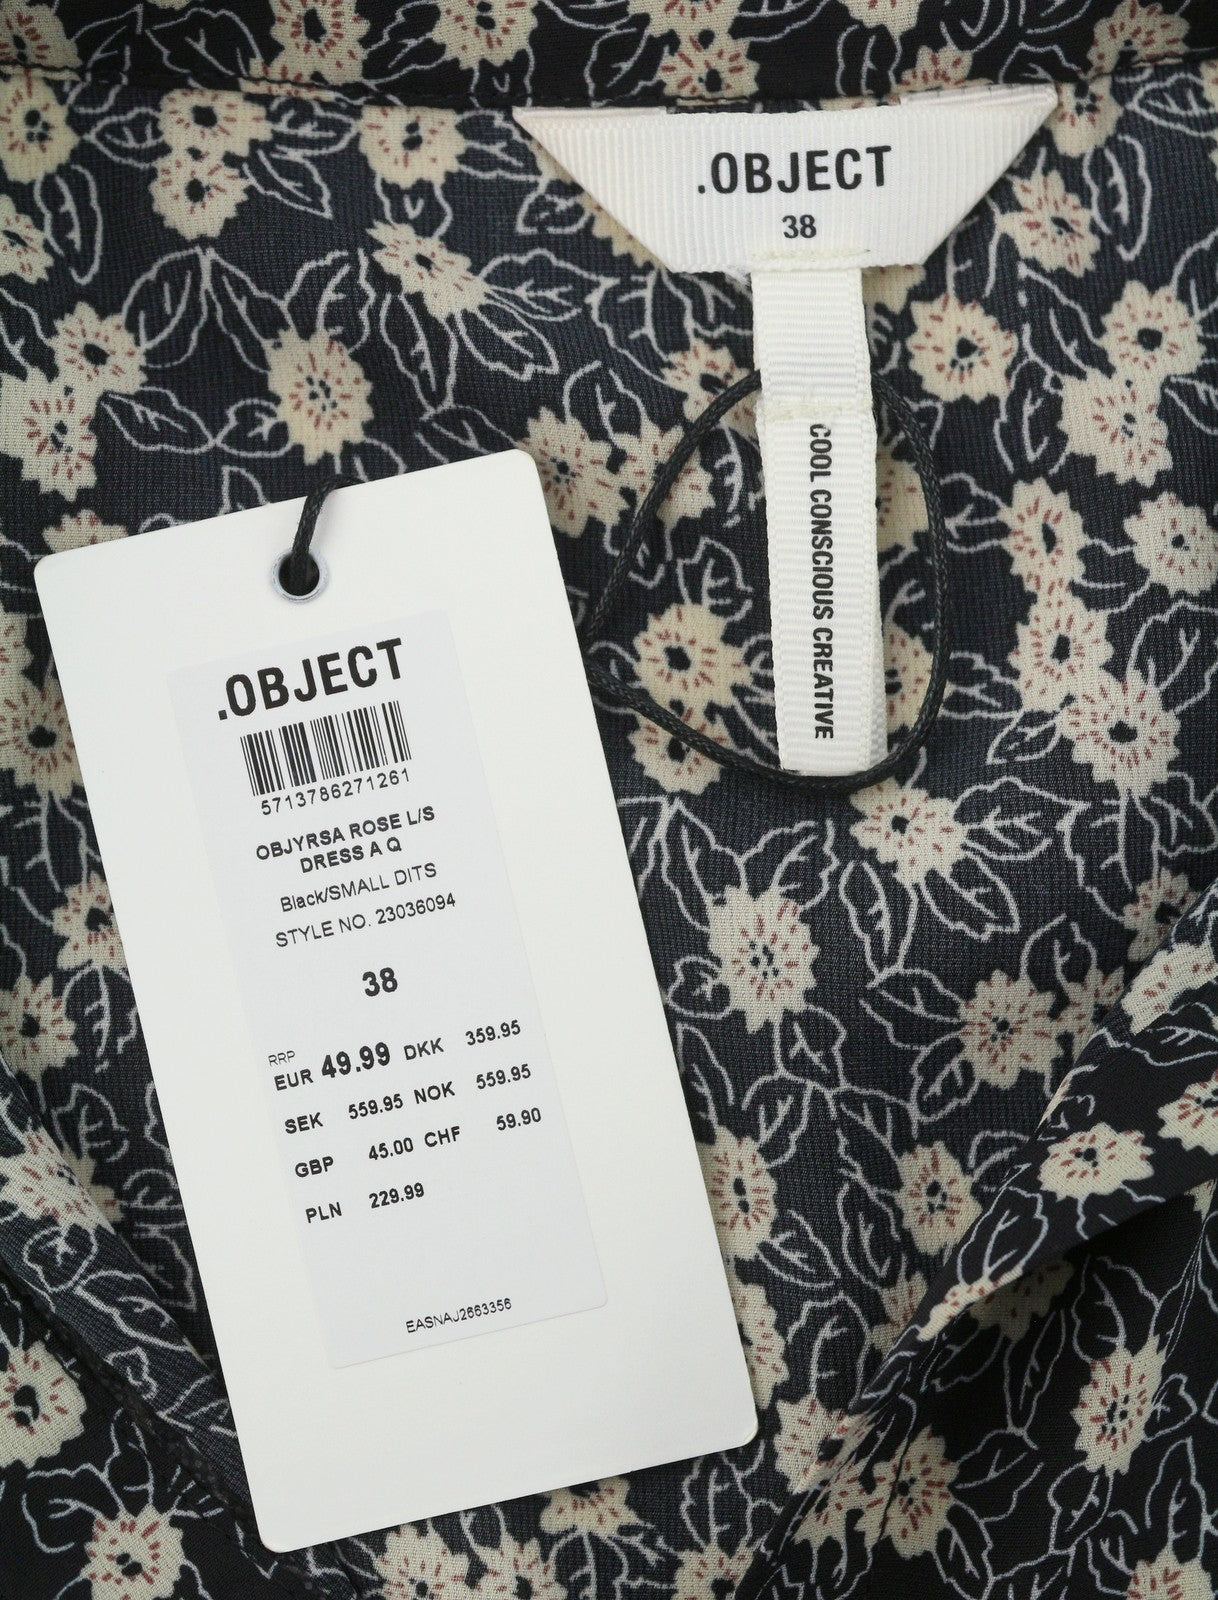 .OBJECT
38
COOL CONSCIOUS CREATIVE
.OBJECT
5713786271261
OBJYRSA ROSE L/S
DRESS A Q
Black/SMALL DITS
STYLE NO. 23036094
38
RRP
EUR 49.99 DKK 359.95
SEK 559.95 NOK 559.95
GBP 45.00 CHF 59.90
PLN 229.99
EASNAJ2663356